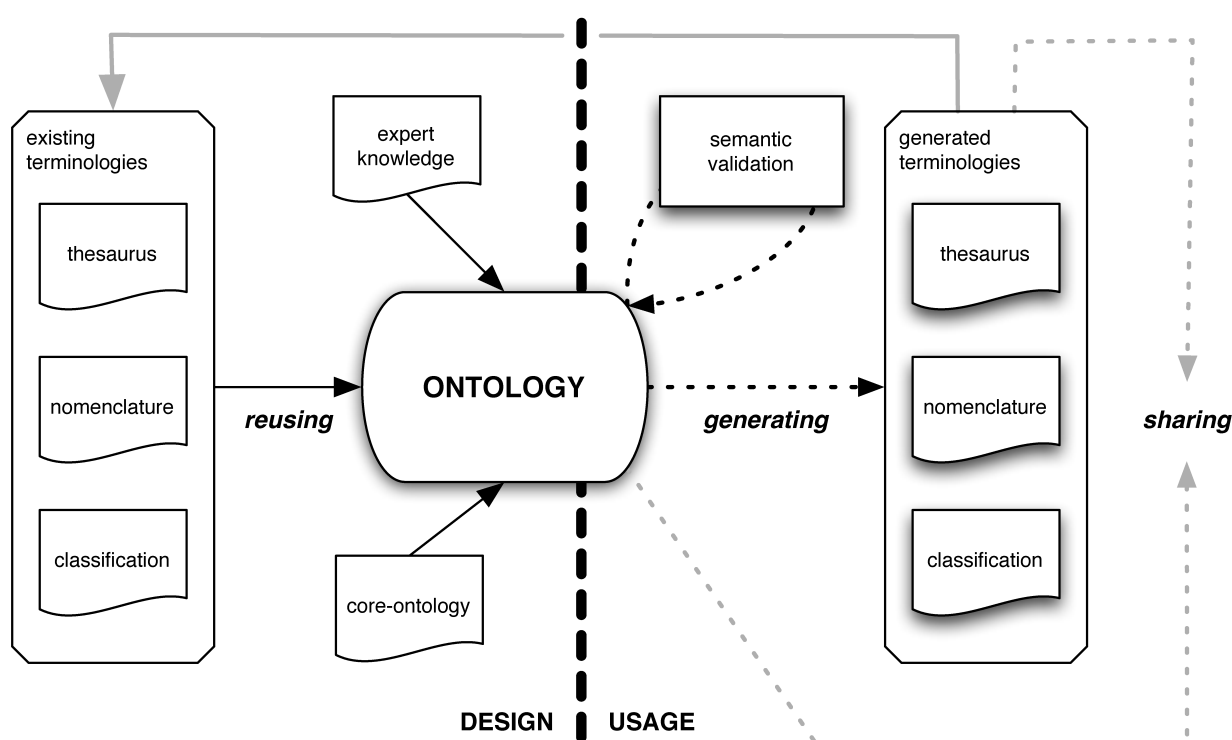 existing
terminologies
thesaurus
nomenclature
classification
expert
knowledge
reusing
ONTOLOGY
core-ontology
DESIGN
USAGE
semantic
validation
generating
generated
terminologies
thesaurus
nomenclature
classification
sharing